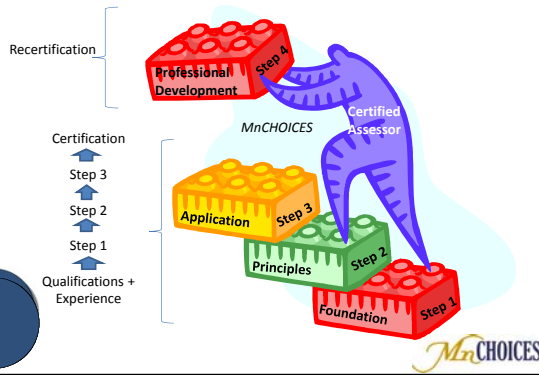 Recertification
Professional
Development
Step 4
Certified
Assessor
MnCHOICES
Certification
Step 3
Step 2
Step 1
Qualifications +
Experience
Application
Step 3
Principles
Step 2
Foundation
Step 1
MnCHOICES